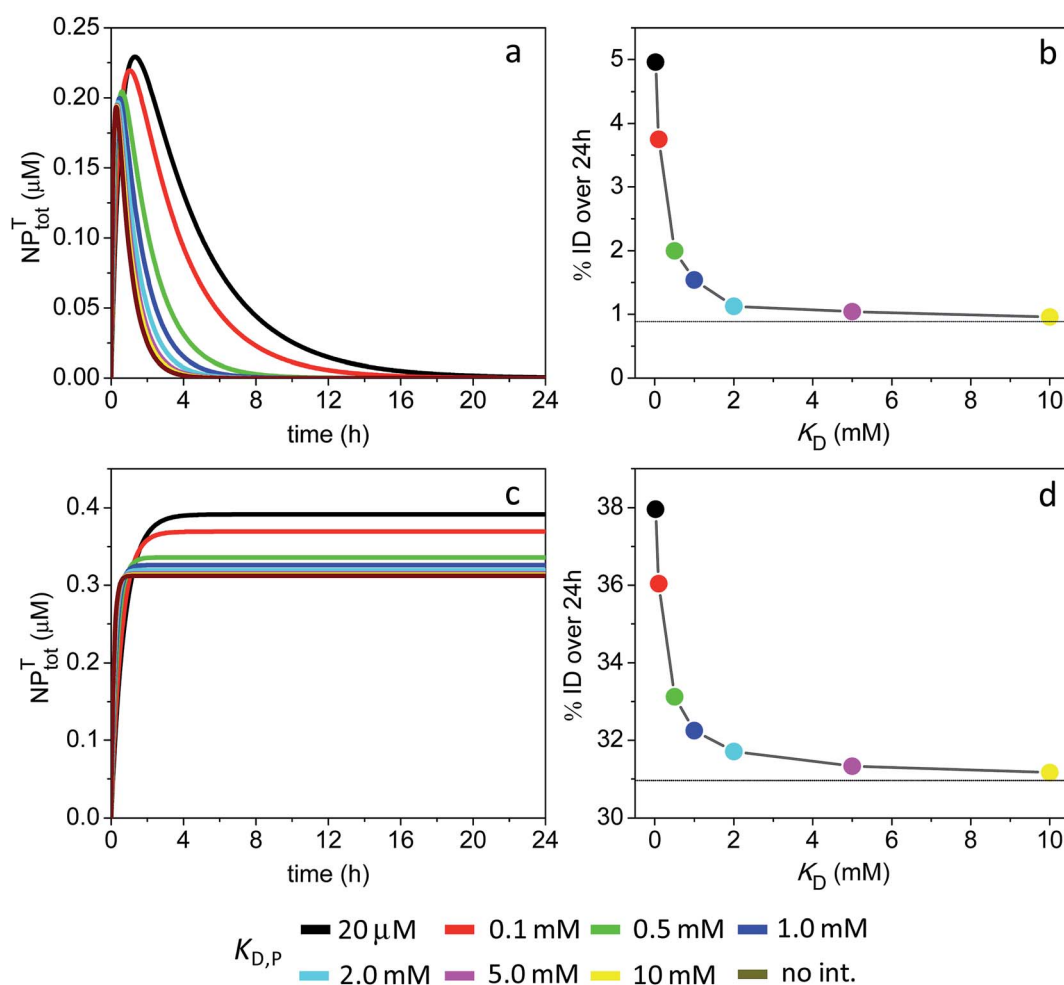 a
NP^T_tot (μM)
0.25
0.20
0.15
0.10
0.05
0.00
0 4 8 12 16 20 24
time (h)
b
% ID over 24h
5
4
3
2
1
0
0 2 4 6 8 10
K_D (mM)
c
NP^T_tot (μM)
0.4
0.3
0.2
0.1
0.0
0 4 8 12 16 20 24
time (h)
d
% ID over 24h
38
36
34
32
30
0 2 4 6 8 10
K_D (mM)
K_D,P
20 μM 0.1 mM 0.5 mM 1.0 mM
2.0 mM 5.0 mM 10 mM no int.